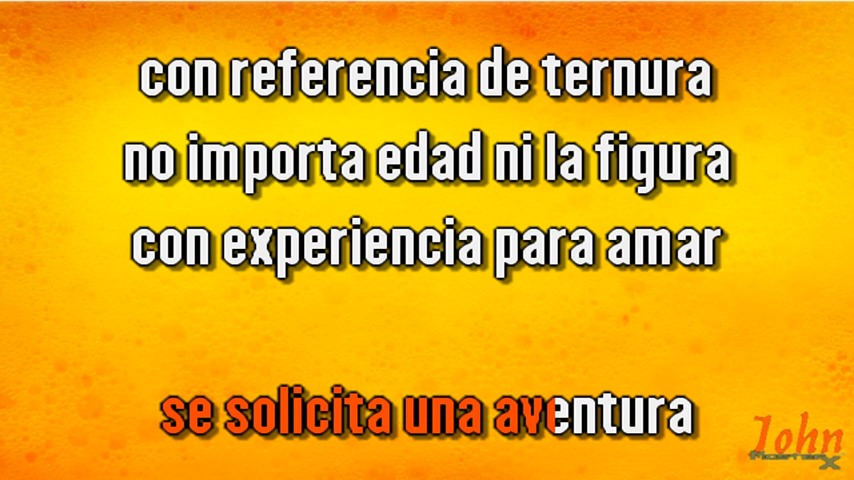 con referencia de ternura
no importa edad ni la figura
con experiencia para amar
se solicita una aventura
John